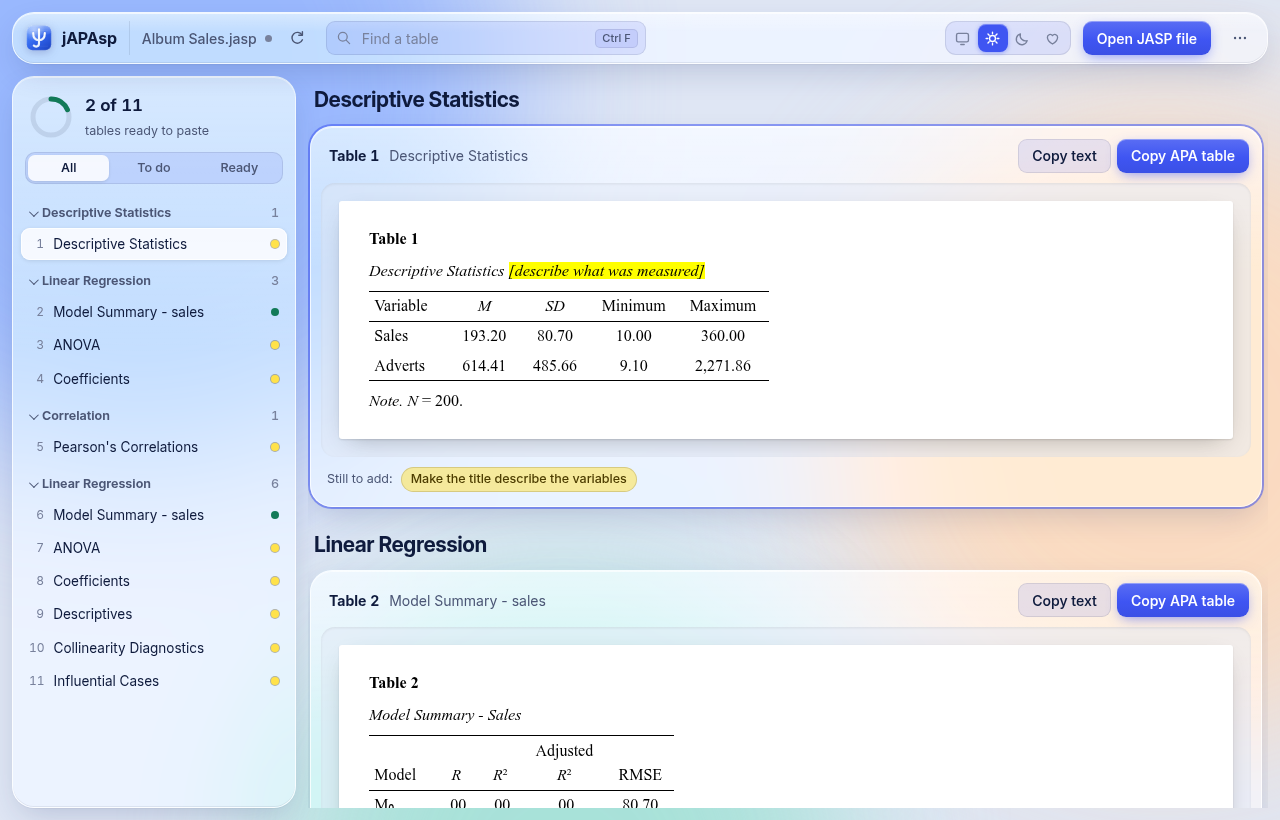 jAPAsp
Album Sales.jasp
Find a table
Ctrl F
Open JASP file
2 of 11
tables ready to paste
All To do Ready
Descriptive Statistics 1
1 Descriptive Statistics
Linear Regression 3
2 Model Summary - sales
3 ANOVA
4 Coefficients
Correlation 1
5 Pearson's Correlations
Linear Regression 6
6 Model Summary - sales
7 ANOVA
8 Coefficients
9 Descriptives
10 Collinearity Diagnostics
11 Influential Cases
Descriptive Statistics
Table 1 Descriptive Statistics
Copy text
Copy APA table
Table 1
Descriptive Statistics [describe what was measured]
Variable M SD Minimum Maximum
Sales 193.20 80.70 10.00 360.00
Adverts 614.41 485.66 9.10 2,271.86
Note. N = 200.
Still to add: Make the title describe the variables
Linear Regression
Table 2 Model Summary - sales
Copy text
Copy APA table
Table 2
Model Summary - Sales
Adjusted
Model R R² R² RMSE
M₀ .00 .00 .00 80.70